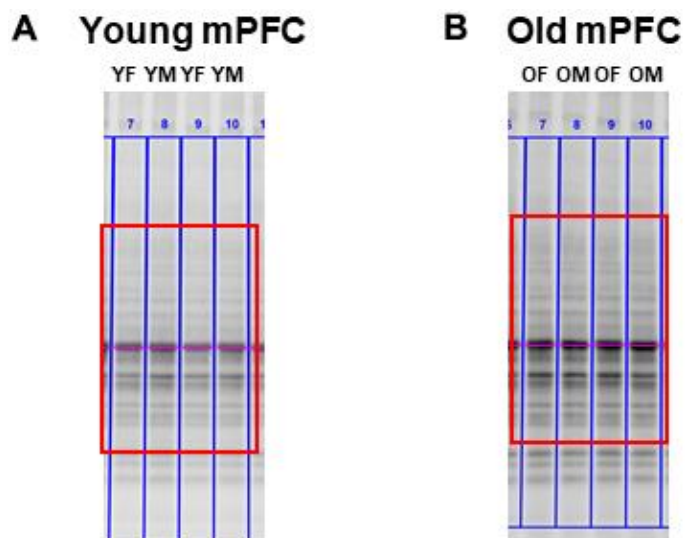 A Young mPFC
YF YM YF YM
7 8 9 10 1
B Old mPFC
OF OM OF OM
7 8 9 10